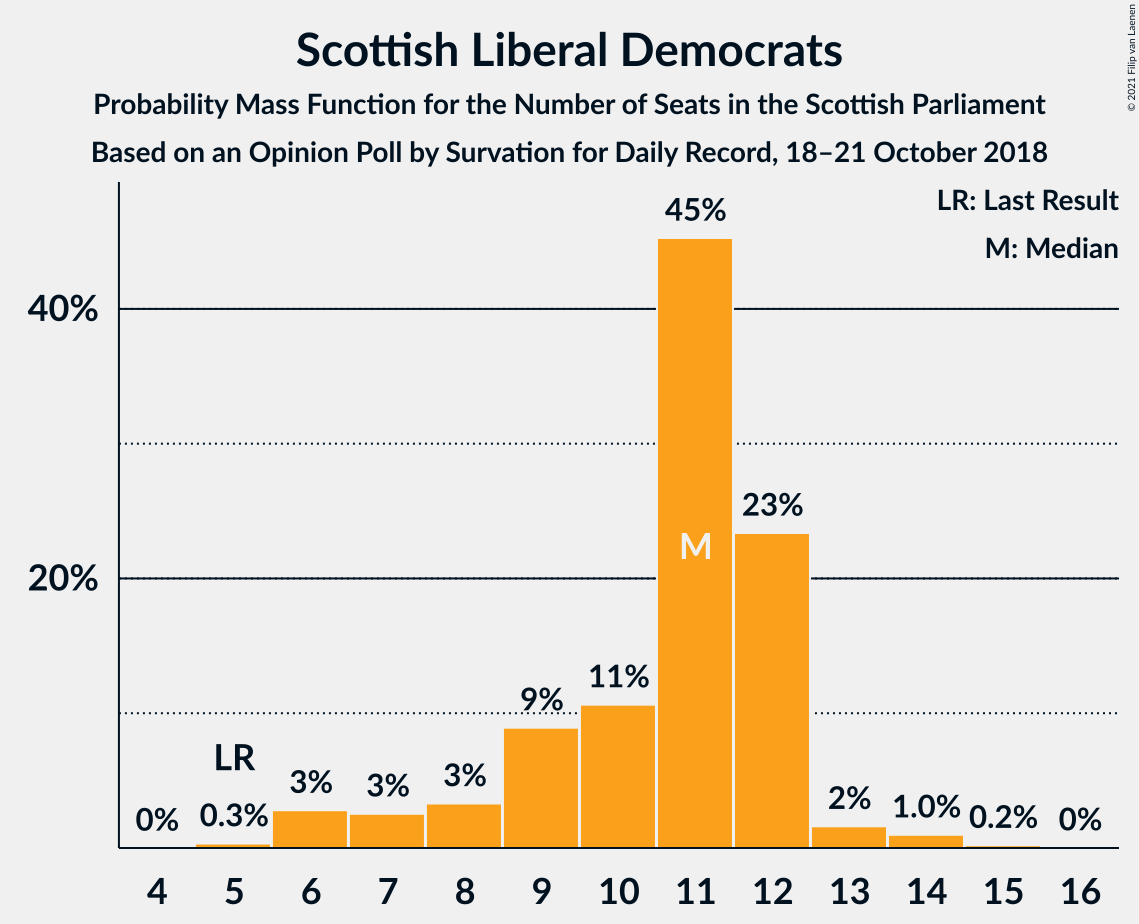 Scottish Liberal Democrats
Probability Mass Function for the Number of Seats in the Scottish Parliament
Based on an Opinion Poll by Survation for Daily Record, 18–21 October 2018
© 2021 Filip van Laenen
LR: Last Result
M: Median
45%
40%
23%
M
20%
11%
9%
LR
3%
3%
3%
2%
1.0%
0.2%
0%
0.3%
0%
4 5 6 7 8 9 10 11 12 13 14 15 16